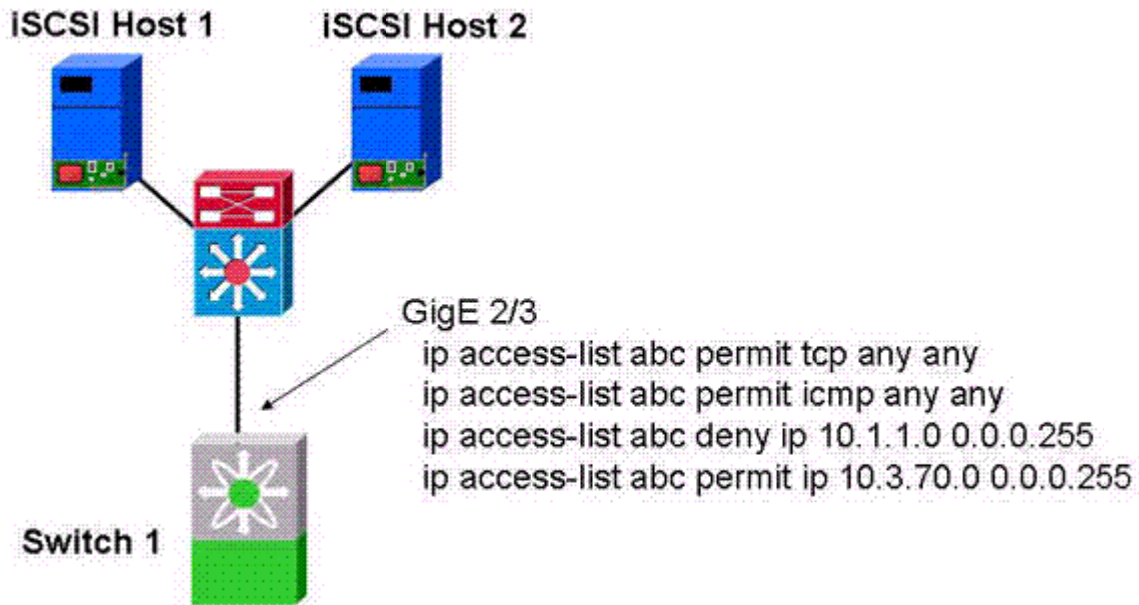 iSCSI Host 1
iSCSI Host 2
GigE 2/3
ip access-list abc permit tcp any any
ip access-list abc permit icmp any any
ip access-list abc deny ip 10.1.1.0 0.0.0.255
ip access-list abc permit ip 10.3.70.0 0.0.0.255
Switch 1